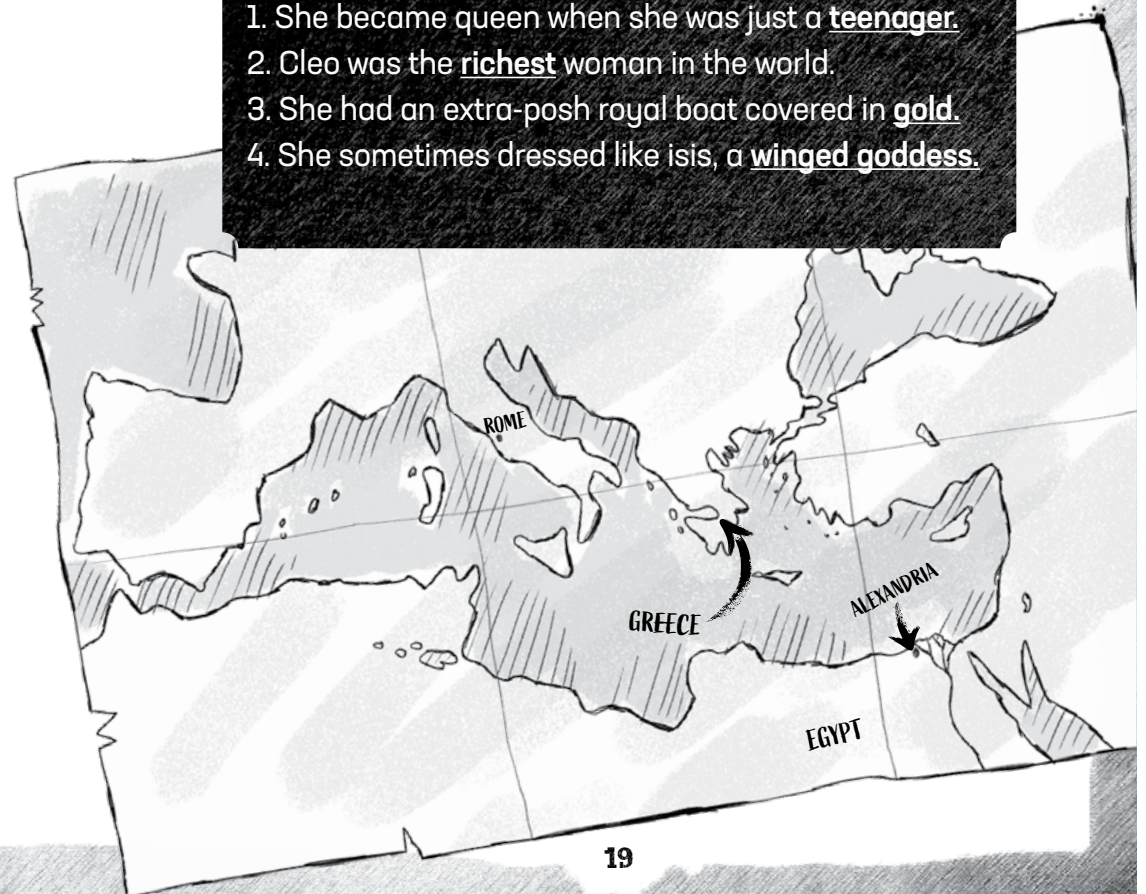 1. She became queen when she was just a teenager.
2. Cleo was the richest woman in the world.
3. She had an extra-posh royal boat covered in gold.
4. She sometimes dressed like isis, a winged goddess.
ROME
GREECE
ALEXANDRIA
EGYPT
19